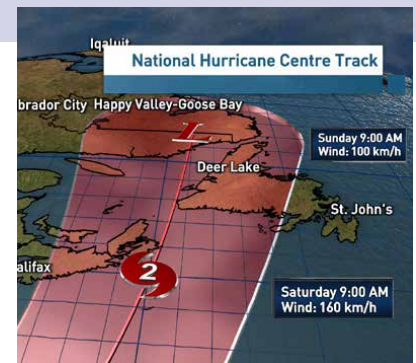 Iqaluit
National Hurricane Centre Track
brador City Happy Valley-Goose Bay
L
Sunday 9:00 AM
Wind: 100 km/h
Deer Lake
St. John's
alifax
2
Saturday 9:00 AM
Wind: 160 km/h